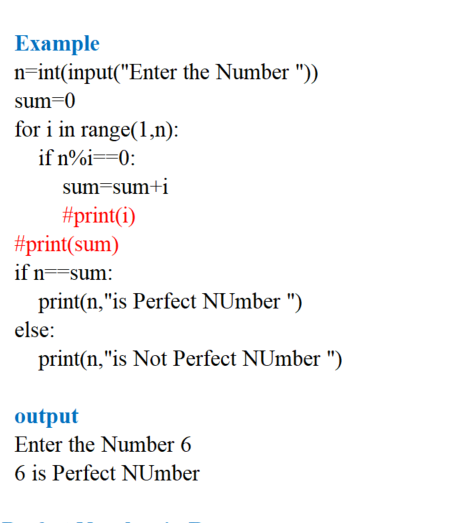 Example
n=int(input("Enter the Number "))
sum=0
for i in range(1,n):
    if n%i==0:
        sum=sum+i
        #print(i)
#print(sum)
if n==sum:
    print(n,"is Perfect NUmber ")
else:
    print(n,"is Not Perfect NUmber ")
output
Enter the Number 6
6 is Perfect NUmber